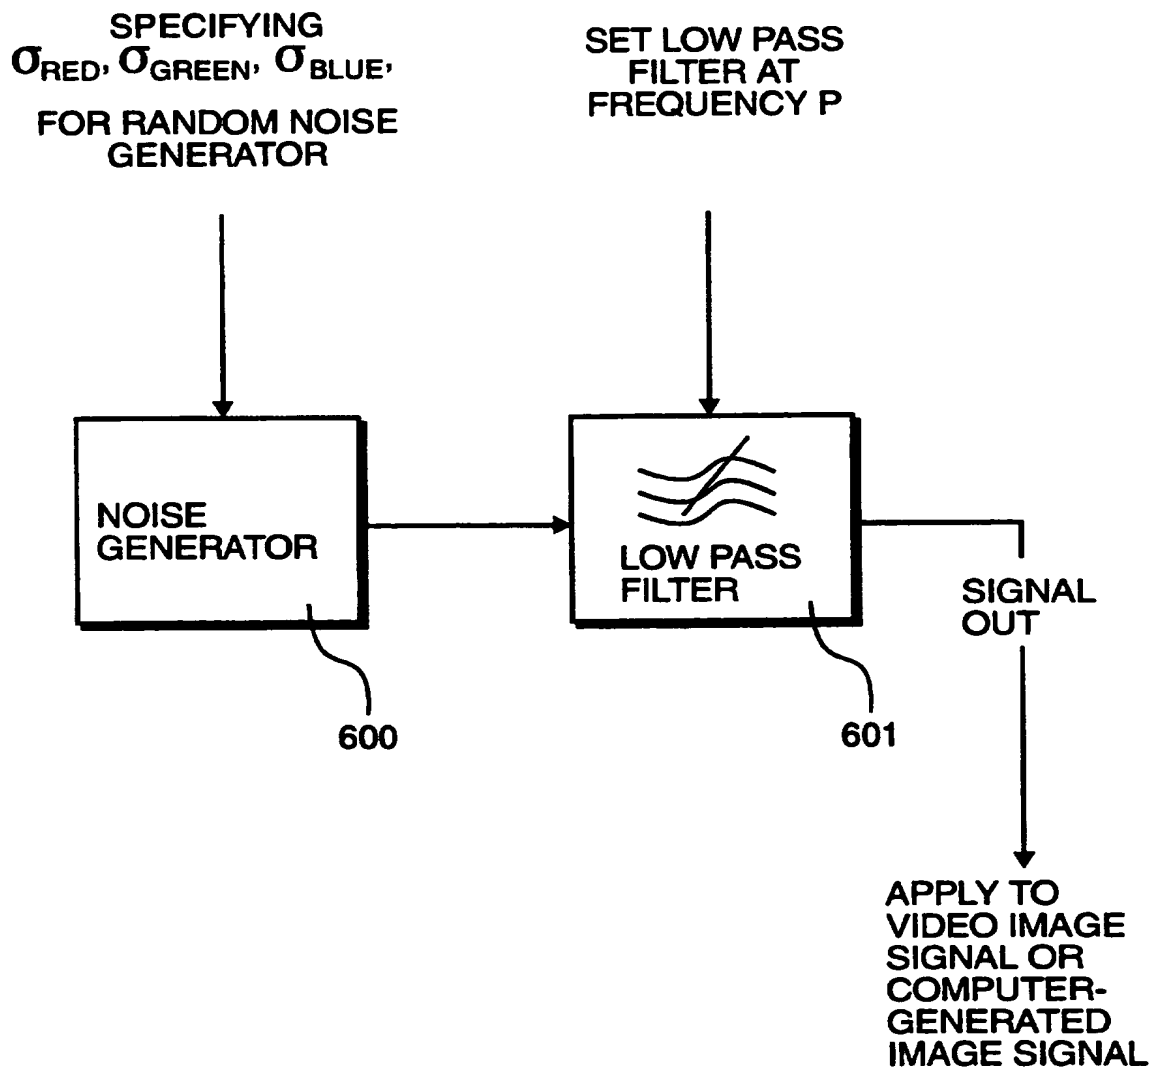 SPECIFYING
σRED, σGREEN, σBLUE,
FOR RANDOM NOISE
GENERATOR
SET LOW PASS
FILTER AT
FREQUENCY P
NOISE
GENERATOR
LOW PASS
FILTER
600
601
SIGNAL
OUT
APPLY TO
VIDEO IMAGE
SIGNAL OR
COMPUTER-
GENERATED
IMAGE SIGNAL